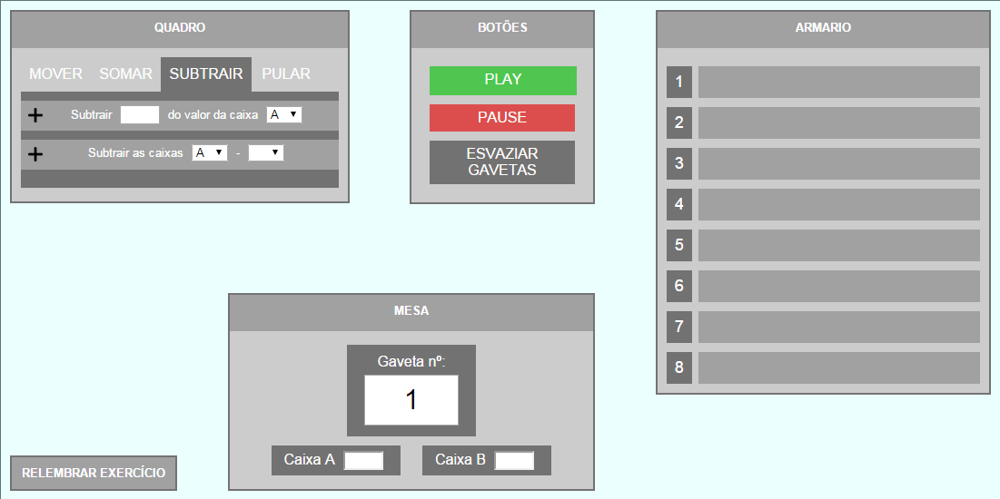 QUADRO
MOVER SOMAR SUBTRAIR PULAR
+ Subtrair do valor da caixa A
+ Subtrair as caixas A -
BOTÕES
PLAY
PAUSE
ESVAZIAR
GAVETAS
ARMARIO
1
2
3
4
5
6
7
8
MESA
Gaveta nº:
1
Caixa A Caixa B
RELEMBRAR EXERCÍCIO